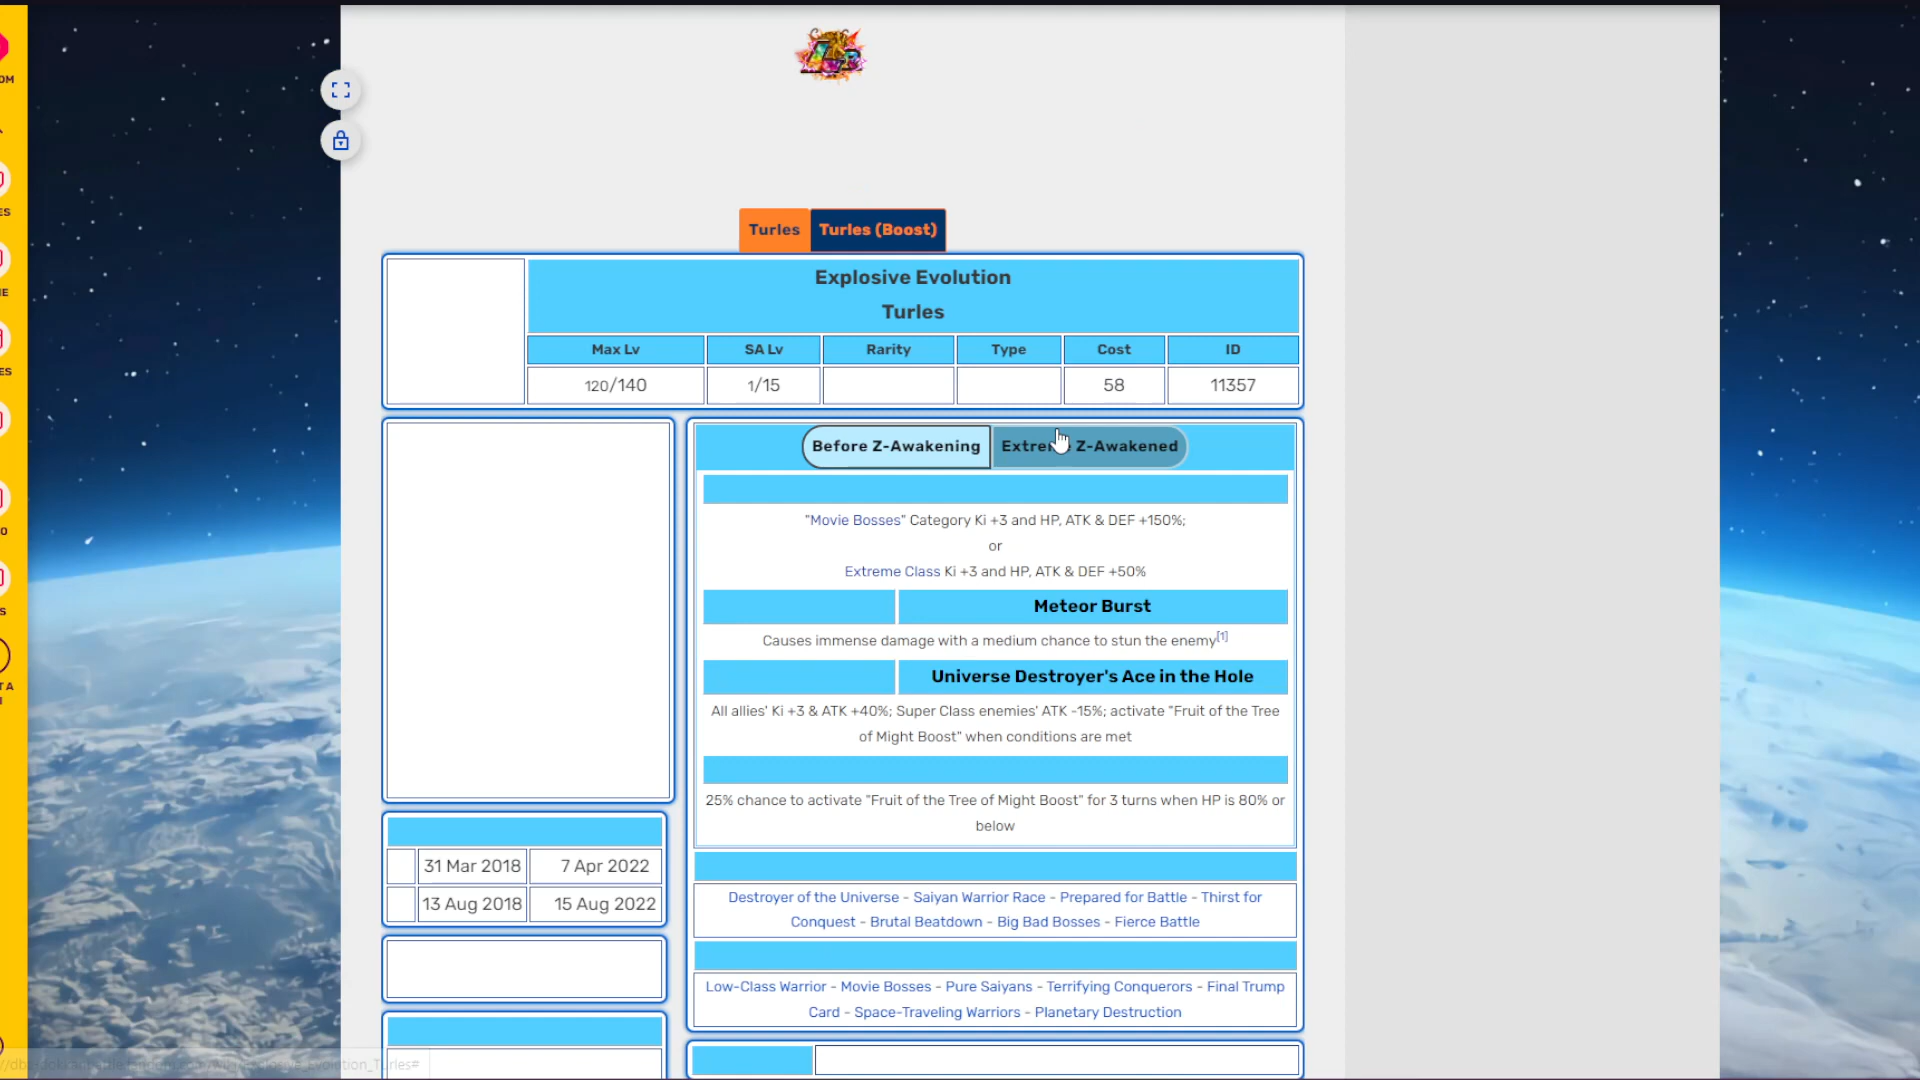 Turles
Turles (Boost)
Explosive Evolution
Turles
Max Lv
SA Lv
Rarity
Type
Cost
ID
120/140
1/15
58
11357
Before Z-Awakening
Z-Awakened
"Movie Bosses" Category Ki +3 and HP, ATK & DEF +150%;
or
Extreme Class Ki +3 and HP, ATK & DEF +50%
Meteor Burst
Causes immense damage with a medium chance to stun the enemy[1]
Universe Destroyer's Ace in the Hole
All allies' Ki +3 & ATK +40%; Super Class enemies' ATK -15%; activate "Fruit of the Tree
of Might Boost" when conditions are met
25% chance to activate "Fruit of the Tree of Might Boost" for 3 turns when HP is 80% or
below
31 Mar 2018
7 Apr 2022
13 Aug 2018
15 Aug 2022
Destroyer of the Universe - Saiyan Warrior Race - Prepared for Battle - Thirst for
Conquest - Brutal Beatdown - Big Bad Bosses - Fierce Battle
Low-Class Warrior - Movie Bosses - Pure Saiyans - Terrifying Conquerors - Final Trump
Card - Space-Traveling Warriors - Planetary Destruction